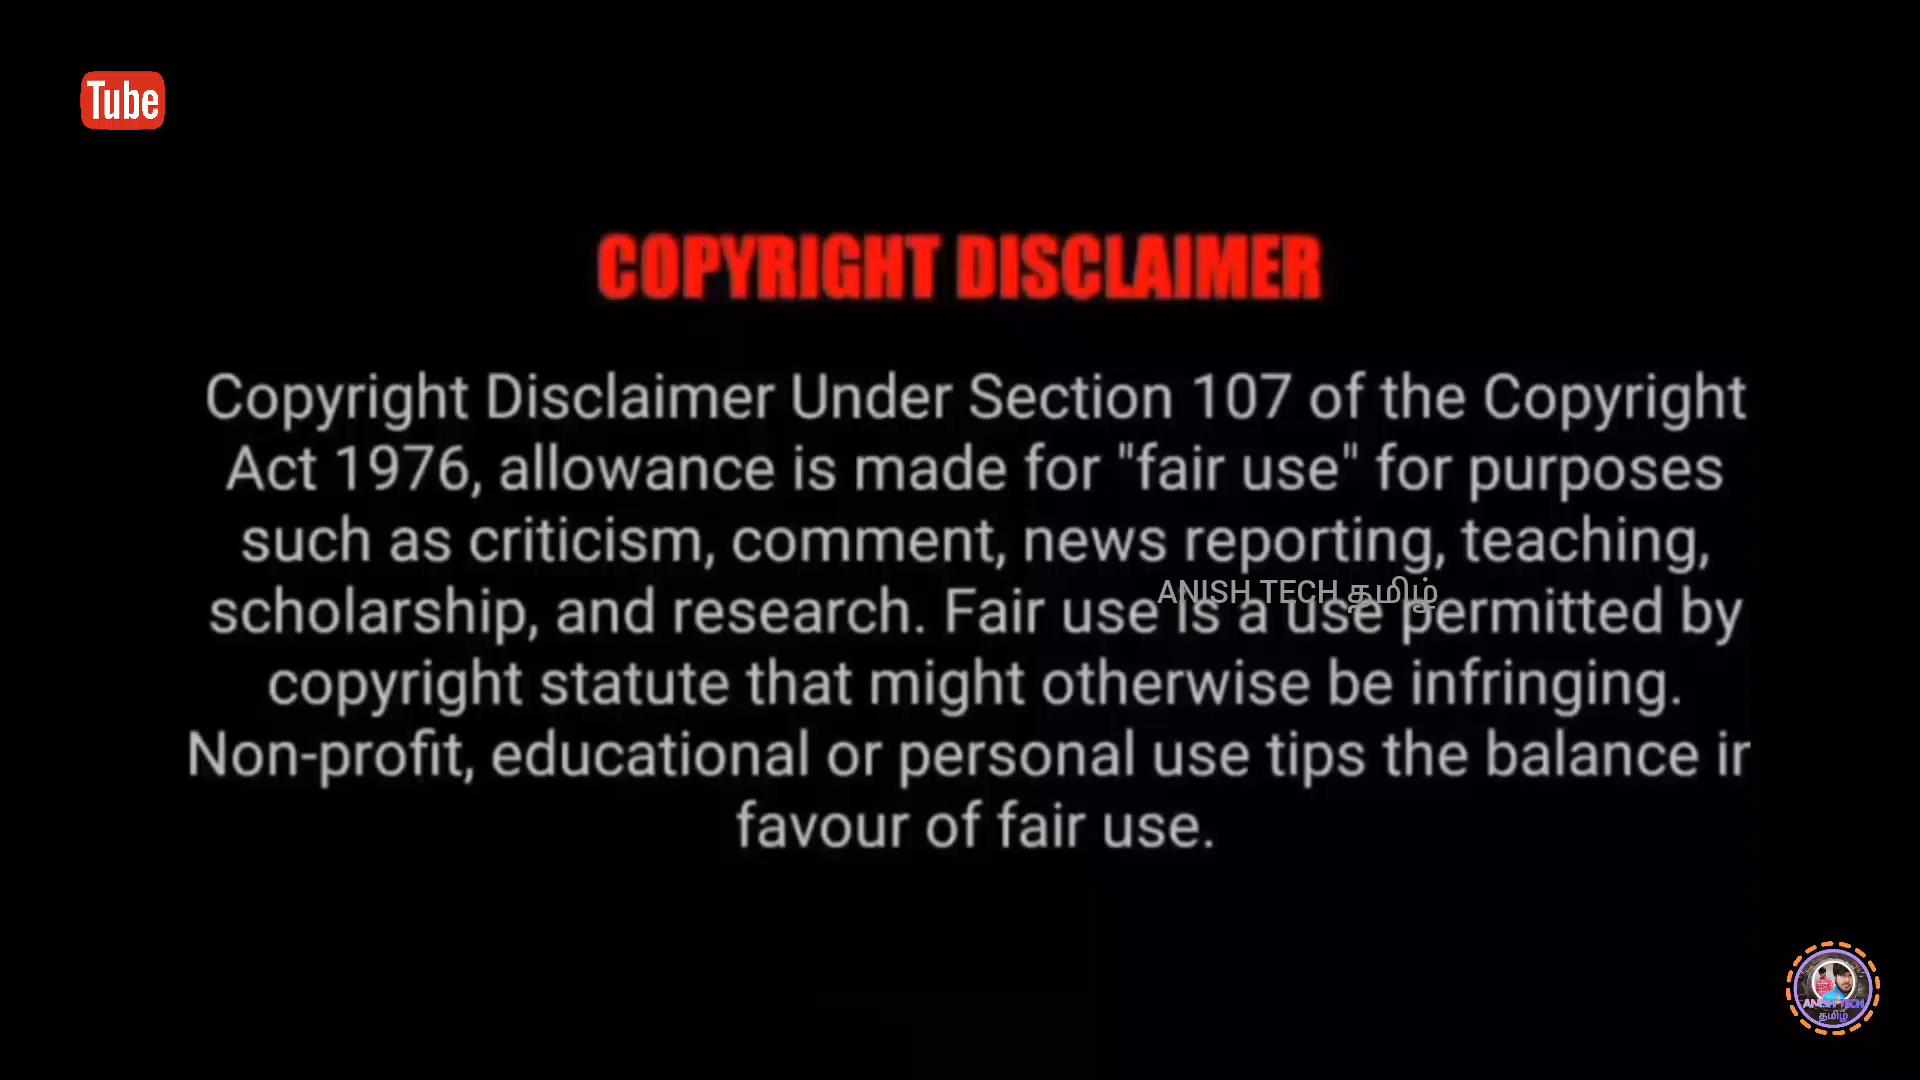 Tube
COPYRIGHT DISCLAIMER
Copyright Disclaimer Under Section 107 of the Copyright
Act 1976, allowance is made for "fair use" for purposes
such as criticism, comment, news reporting, teaching,
ANISH TECH தமிழ்
scholarship, and research. Fair use is a use permitted by
copyright statute that might otherwise be infringing.
Non-profit, educational or personal use tips the balance ir
favour of fair use.
ANISH TECH
தமிழ்